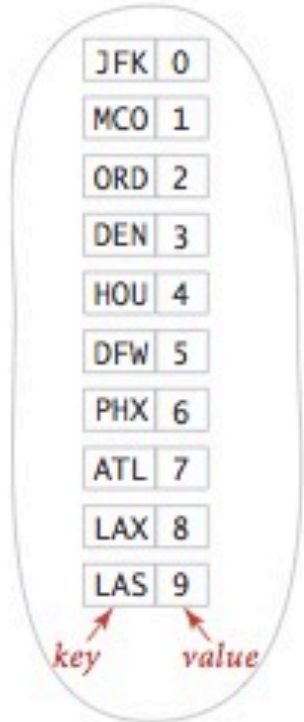 JFK 0
MCO 1
ORD 2
DEN 3
HOU 4
DFW 5
PHX 6
ATL 7
LAX 8
LAS 9
key value